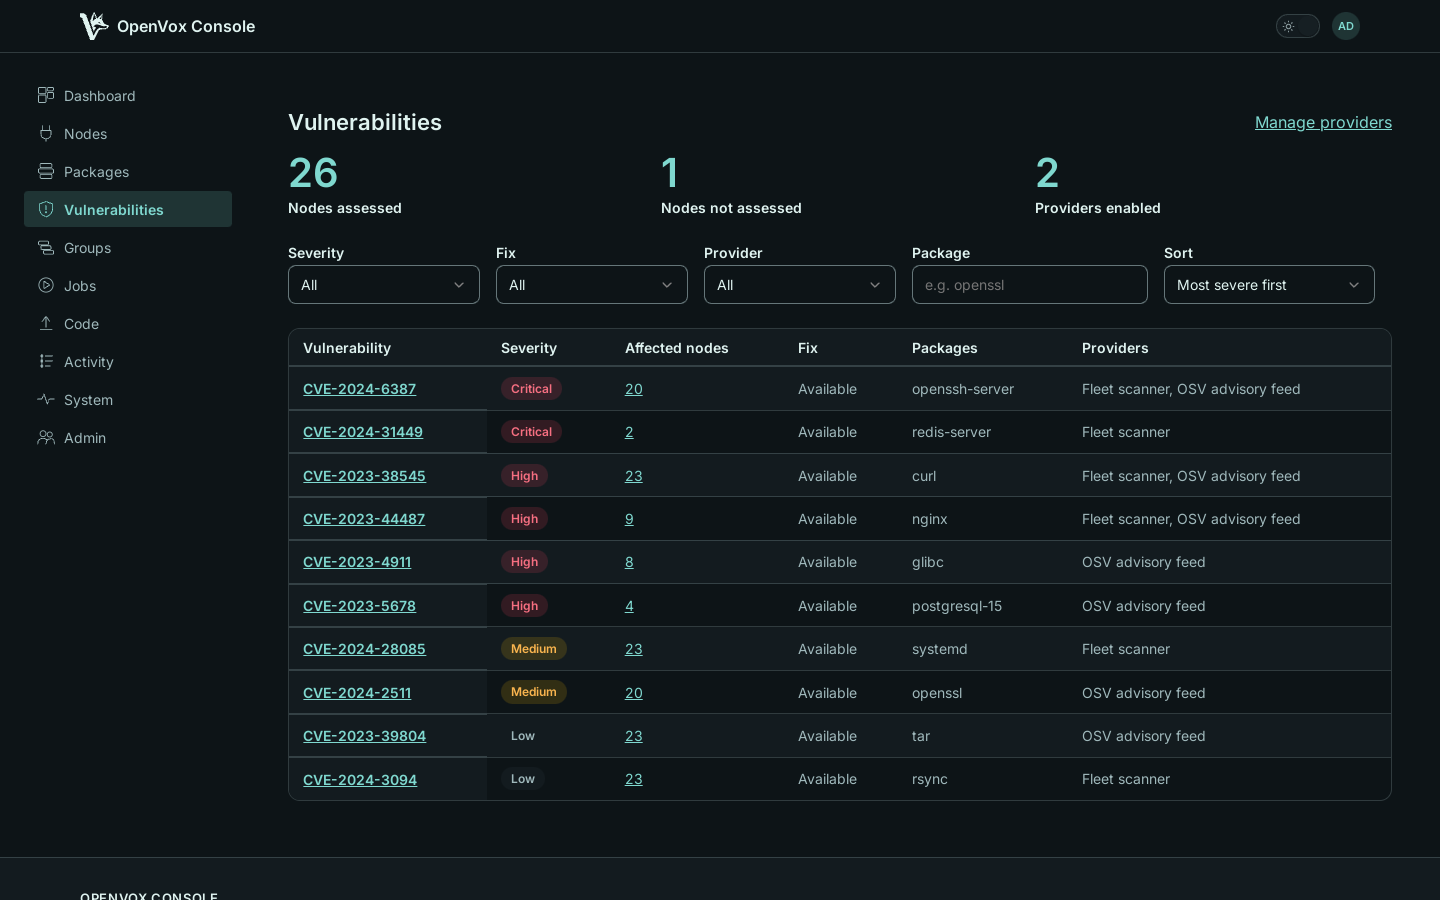 OpenVox Console
AD
Dashboard
Nodes
Packages
Vulnerabilities
Groups
Jobs
Code
Activity
System
Admin
Vulnerabilities
Manage providers
26
Nodes assessed
1
Nodes not assessed
2
Providers enabled
Severity
All
Fix
All
Provider
All
Package
e.g. openssl
Sort
Most severe first
Vulnerability Severity Affected nodes Fix Packages Providers
CVE-2024-6387 Critical 20 Available openssh-server Fleet scanner, OSV advisory feed
CVE-2024-31449 Critical 2 Available redis-server Fleet scanner
CVE-2023-38545 High 23 Available curl Fleet scanner, OSV advisory feed
CVE-2023-44487 High 9 Available nginx Fleet scanner, OSV advisory feed
CVE-2023-4911 High 8 Available glibc OSV advisory feed
CVE-2023-5678 High 4 Available postgresql-15 OSV advisory feed
CVE-2024-28085 Medium 23 Available systemd Fleet scanner
CVE-2024-2511 Medium 20 Available openssl OSV advisory feed
CVE-2023-39804 Low 23 Available tar OSV advisory feed
CVE-2024-3094 Low 23 Available rsync Fleet scanner
OPENVOX CONSOLE